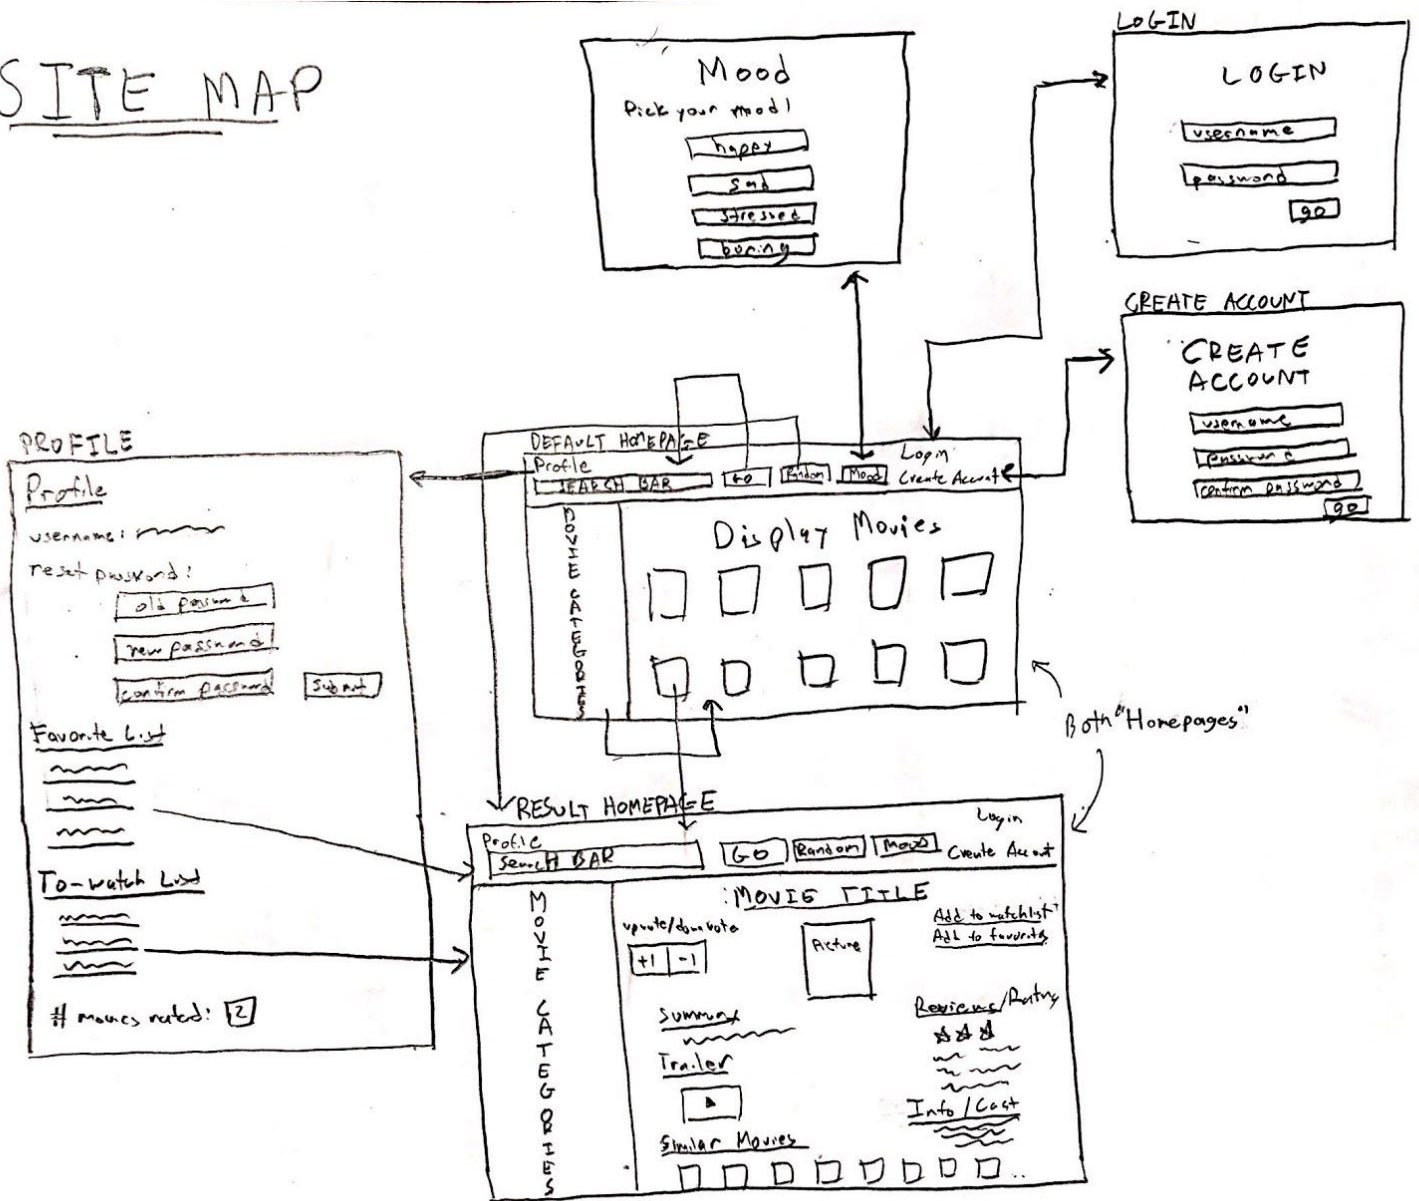 SITE MAP
Mood
Pick your mood!
happy
sad
stressed
boring
LOGIN
LOGIN
username
password
go
CREATE ACCOUNT
CREATE
ACCOUNT
username
password
confirm password
go
PROFILE
Profile
username:
reset password:
old password
new password
confirm password
Submit
Favorite List
To-watch List
# movies rated: 2
DEFAULT HOMEPAGE
Profile
Login
SEARCH BAR
GO
Random
Mood
Create Account
MOVIE CATEGORIES
Display Movies
Both "Homepages"
RESULT HOMEPAGE
Profile
Login
Search BAR
GO
Random
Mood
Create Account
MOVIE CATEGORIES
MOVIE TITLE
upvote/downvote
+1
-1
Picture
Add to watchlist
Add to favorites
Summary
Reviews/Rating
Trailer
Info/Cast
Similar Movies